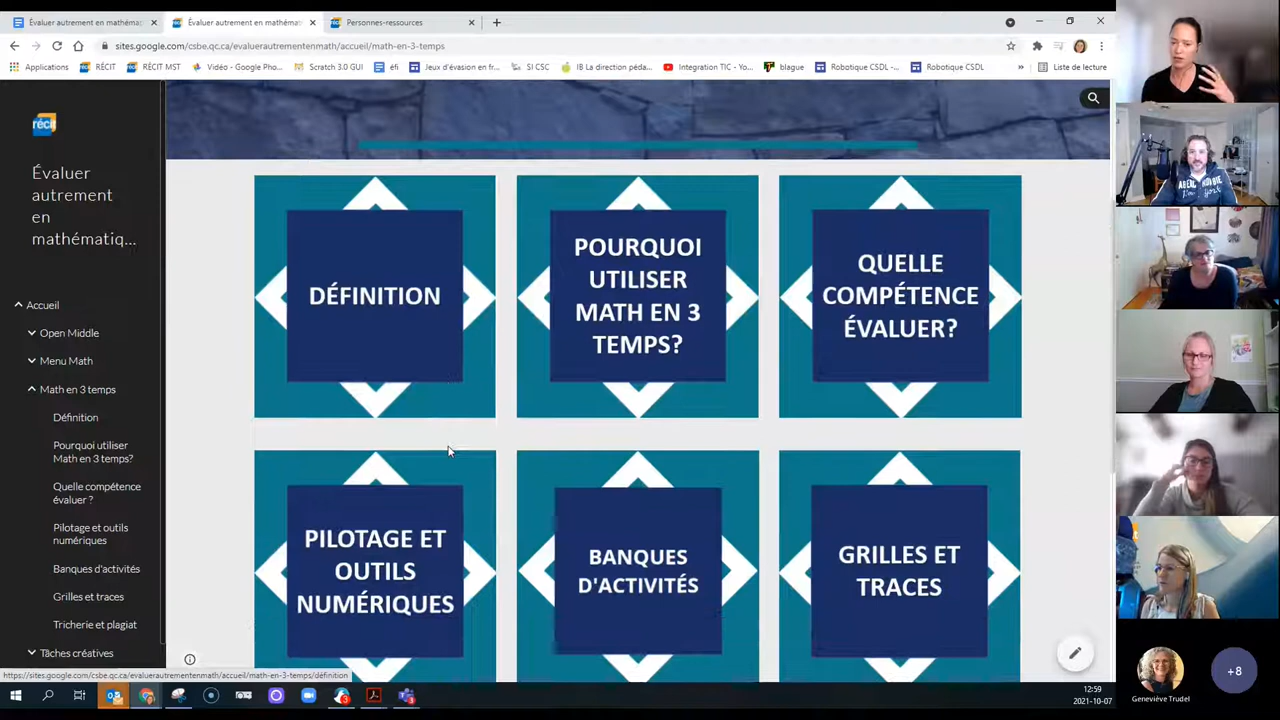 Évaluer autrement en mathémat
Évaluer autrement en mathémat
Personnes-ressources
sites.google.com/csbe.qc.ca/evaluerautrementenmath/accueil/math-en-3-temps
Applications
RÉCIT
RÉCIT MST
Vidéo - Google Pho...
Scratch 3.0 GUI
éfi
Jeux d'évasion en fr...
SI CSC
IB La direction péda...
Integration TIC - Yo...
blague
Robotique CSDL -...
Robotique CSDL
»
Liste de lecture
récit
Évaluer
autrement
en
mathématiq...
Accueil
Open Middle
Menu Math
Math en 3 temps
Définition
Pourquoi utiliser
Math en 3 temps?
Quelle compétence
évaluer ?
Pilotage et outils
numériques
Banques d'activités
Grilles et traces
Tricherie et plagiat
Tâches créatives
DÉFINITION
POURQUOI
UTILISER
MATH EN 3
TEMPS?
QUELLE
COMPÉTENCE
ÉVALUER?
PILOTAGE ET
OUTILS
NUMÉRIQUES
BANQUES
D'ACTIVITÉS
GRILLES ET
TRACES
https://sites.google.com/csbe.qc.ca/evaluerautrementenmath/accueil/math-en-3-temps/définition
12:59
2021-10-07
Geneviève Trudel
+8